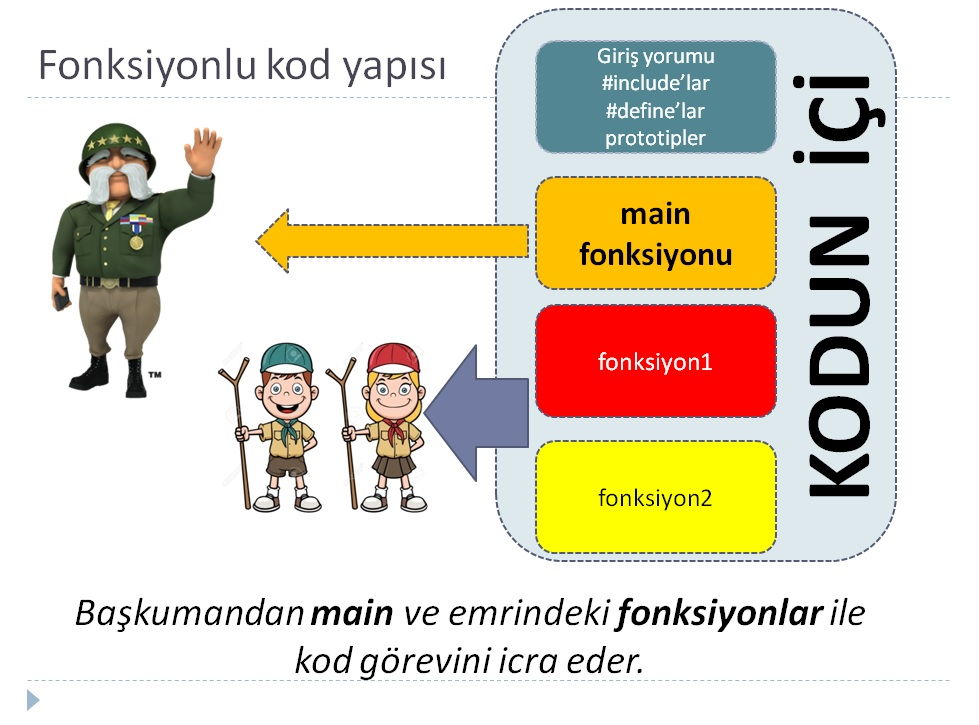 Fonksiyonlu kod yapısı
Giriş yorumu
#include’lar
#define’lar
prototipler
main
fonksiyonu
fonksiyon1
fonksiyon2
KODUN İÇİ
TM
Başkumandan main ve emrindeki fonksiyonlar ile
kod görevini icra eder.